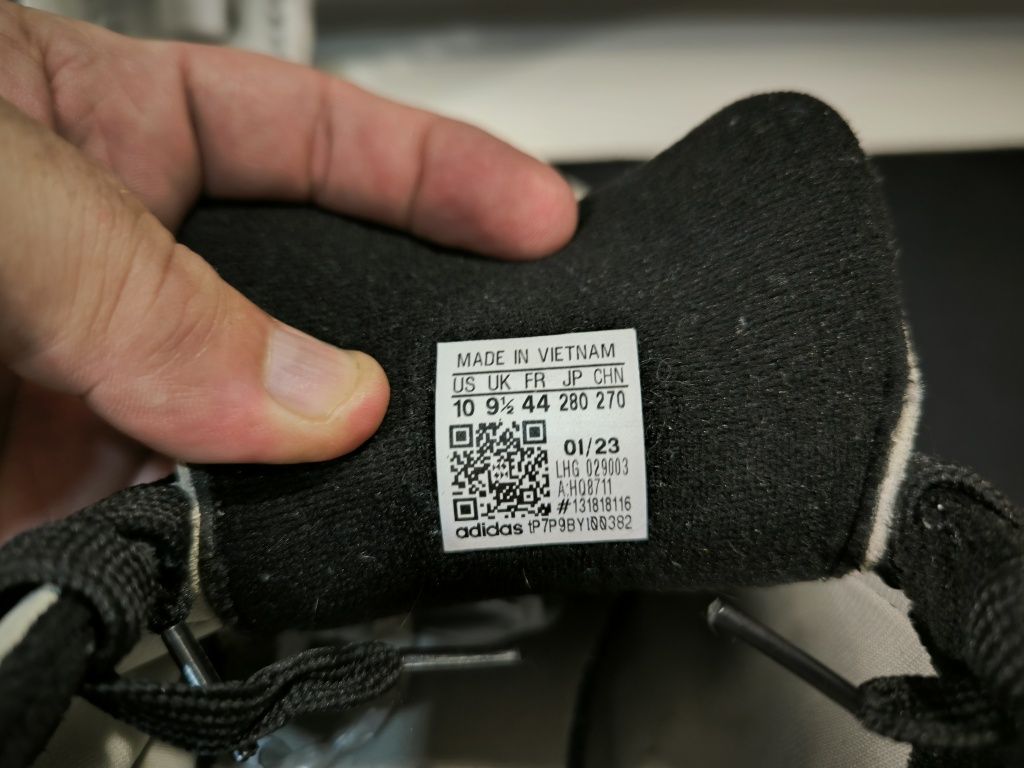 MADE IN VIETNAM
US UK FR JP CHN
10 9½ 44 280 270
01/23
LHG 029003
A:HQ8711
#131818116
adidas tP7P9BYI00382